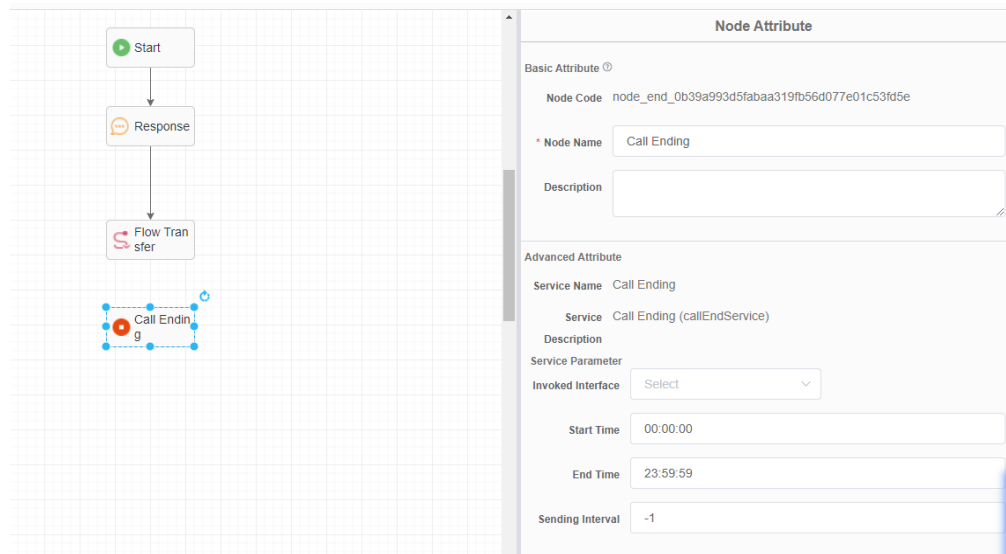 Start
Response
Flow Tran
sfer
Call Endin
g
Node Attribute
Basic Attribute
Node Code node_end_0b39a993d5fabaa319fb56d077e01c53fd5e
* Node Name Call Ending
Description
Advanced Attribute
Service Name Call Ending
Service Call Ending (callEndService)
Description
Service Parameter
Invoked Interface Select
Start Time 00:00:00
End Time 23:59:59
Sending Interval -1